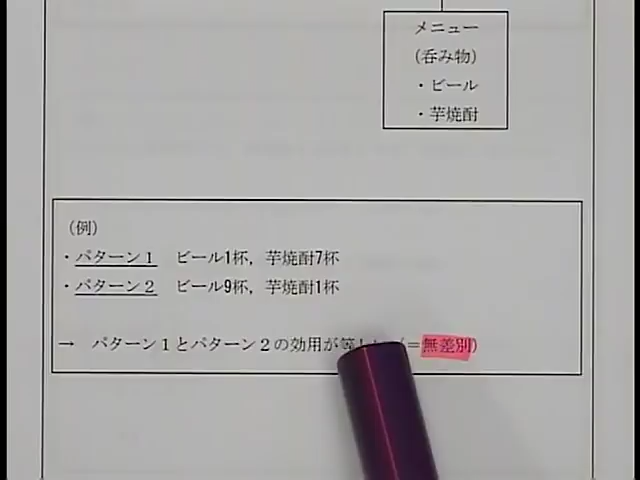 メニュー
(呑み物)
・ビール
・芋焼酎
(例)
・パターン1 ビール1杯, 芋焼酎7杯
・パターン2 ビール9杯, 芋焼酎1杯
→ パターン1とパターン2の効用が等し (=無差別)